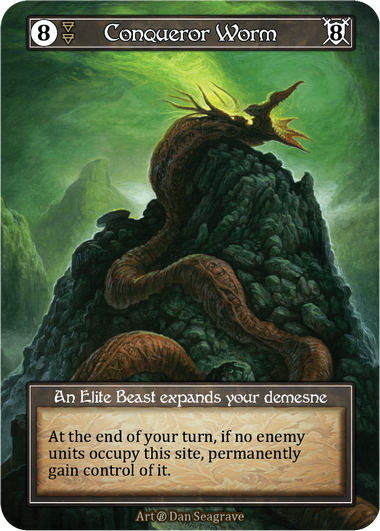 8 Conqueror Worm 8
An Elite Beast expands your demesne
At the end of your turn, if no enemy
units occupy this site, permanently
gain control of it.
Art @ Dan Seagrave